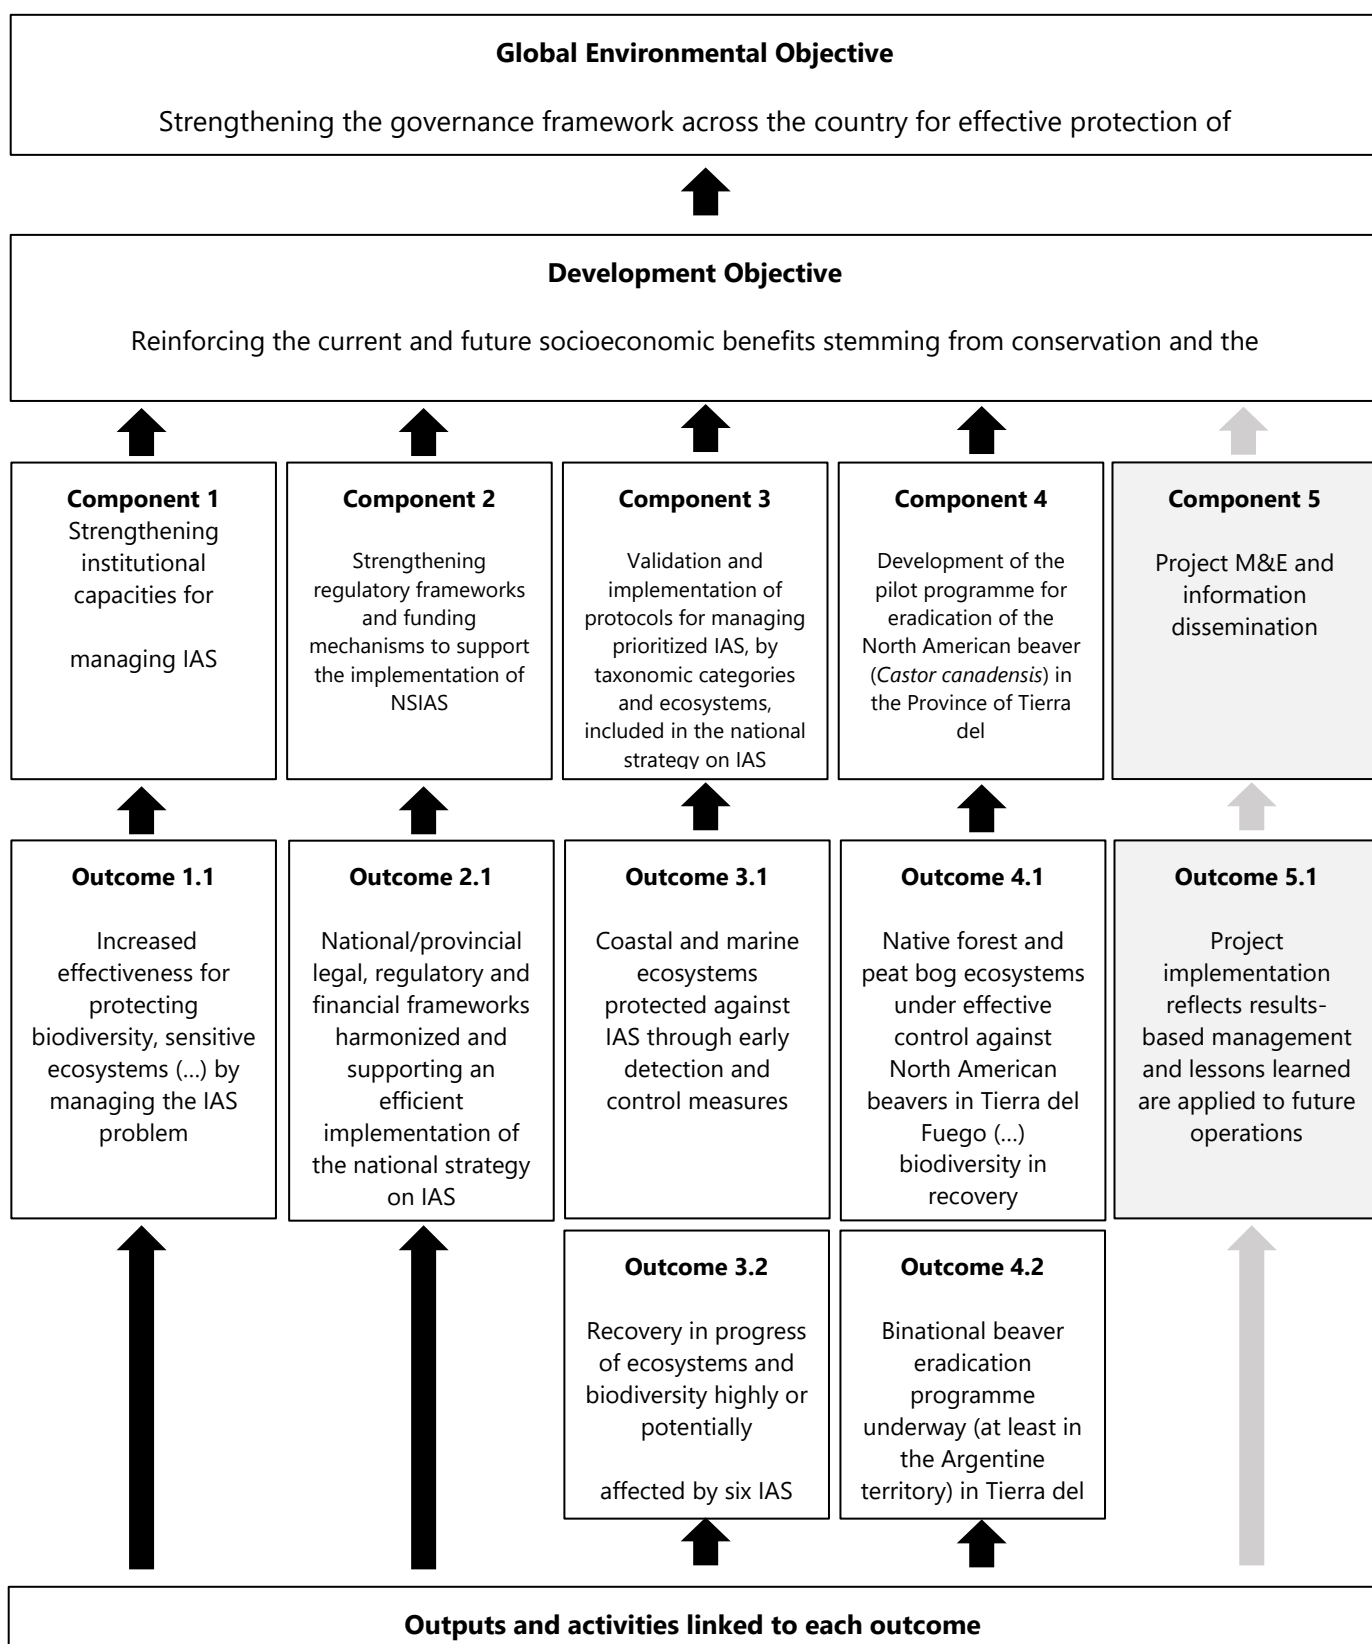 Global Environmental Objective
Strengthening the governance framework across the country for effective protection of
Development Objective
Reinforcing the current and future socioeconomic benefits stemming from conservation and the
Component 1
Strengthening
institutional
capacities for
managing IAS
Component 2
Strengthening
regulatory frameworks
and funding
mechanisms to support
the implementation of
NSIAS
Component 3
Validation and
implementation of
protocols for managing
prioritized IAS, by
taxonomic categories
and ecosystems,
included in the national
strategy on IAS
Component 4
Development of the
pilot programme for
eradication of the
North American beaver
(Castor canadensis) in
the Province of Tierra
del
Component 5
Project M&E and
information
dissemination
Outcome 1.1
Increased
effectiveness for
protecting
biodiversity, sensitive
ecosystems (...) by
managing the IAS
problem
Outcome 2.1
National/provincial
legal, regulatory and
financial frameworks
harmonized and
supporting an
efficient
implementation of
the national strategy
on IAS
Outcome 3.1
Coastal and marine
ecosystems
protected against
IAS through early
detection and
control measures
Outcome 4.1
Native forest and
peat bog ecosystems
under effective
control against
North American
beavers in Tierra del
Fuego (...)
biodiversity in
recovery
Outcome 5.1
Project
implementation
reflects results-
based management
and lessons learned
are applied to future
operations
Outcome 3.2
Recovery in progress
of ecosystems and
biodiversity highly or
potentially
affected by six IAS
Outcome 4.2
Binational beaver
eradication
programme
underway (at least in
the Argentine
territory) in Tierra del
Outputs and activities linked to each outcome